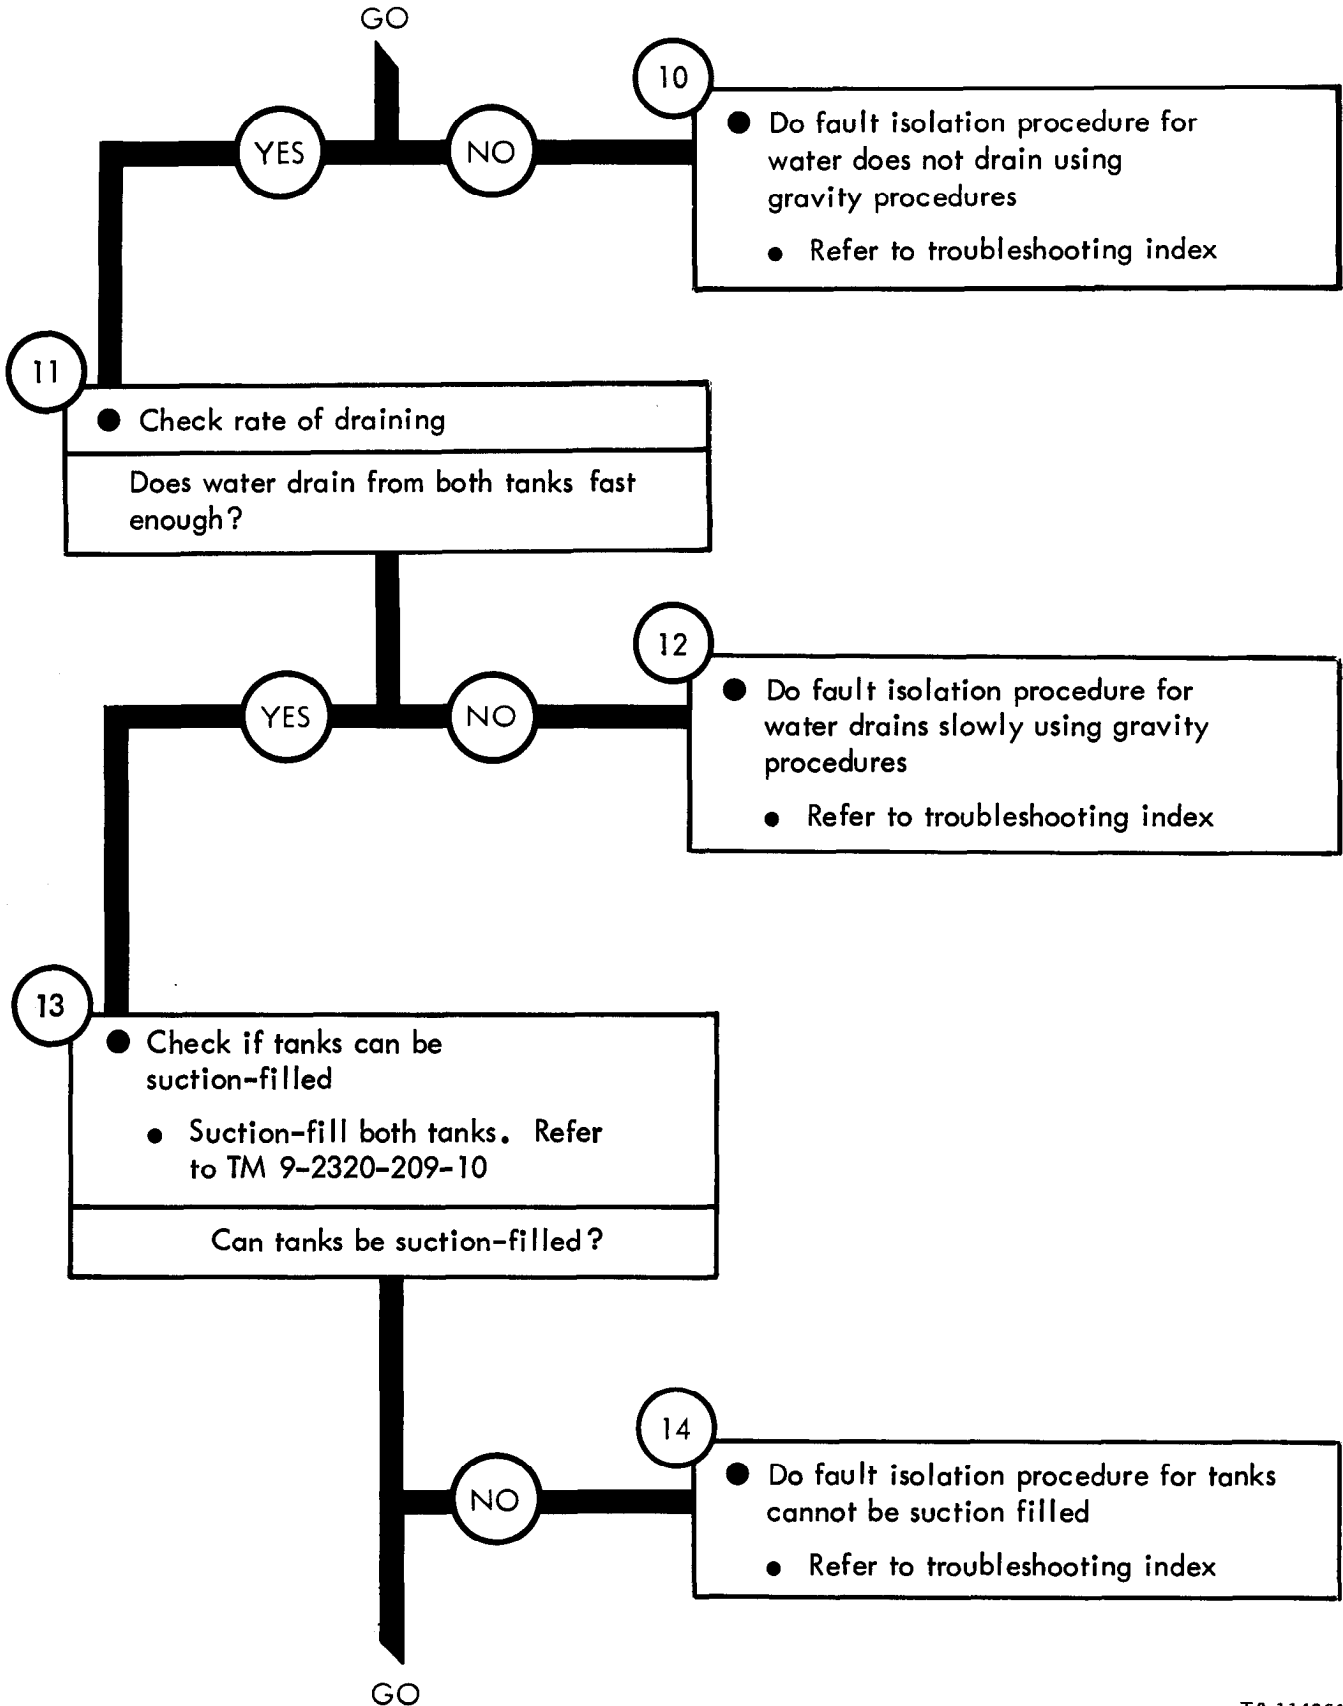 GO
YES
NO
10
● Do fault isolation procedure for
water does not drain using
gravity procedures
● Refer to troubleshooting index
11
● Check rate of draining
Does water drain from both tanks fast
enough?
YES
NO
12
● Do fault isolation procedure for
water drains slowly using gravity
procedures
● Refer to troubleshooting index
13
● Check if tanks can be
suction-filled
● Suction-fill both tanks. Refer
to TM 9-2320-209-10
Can tanks be suction-filled?
NO
14
● Do fault isolation procedure for tanks
cannot be suction filled
● Refer to troubleshooting index
GO